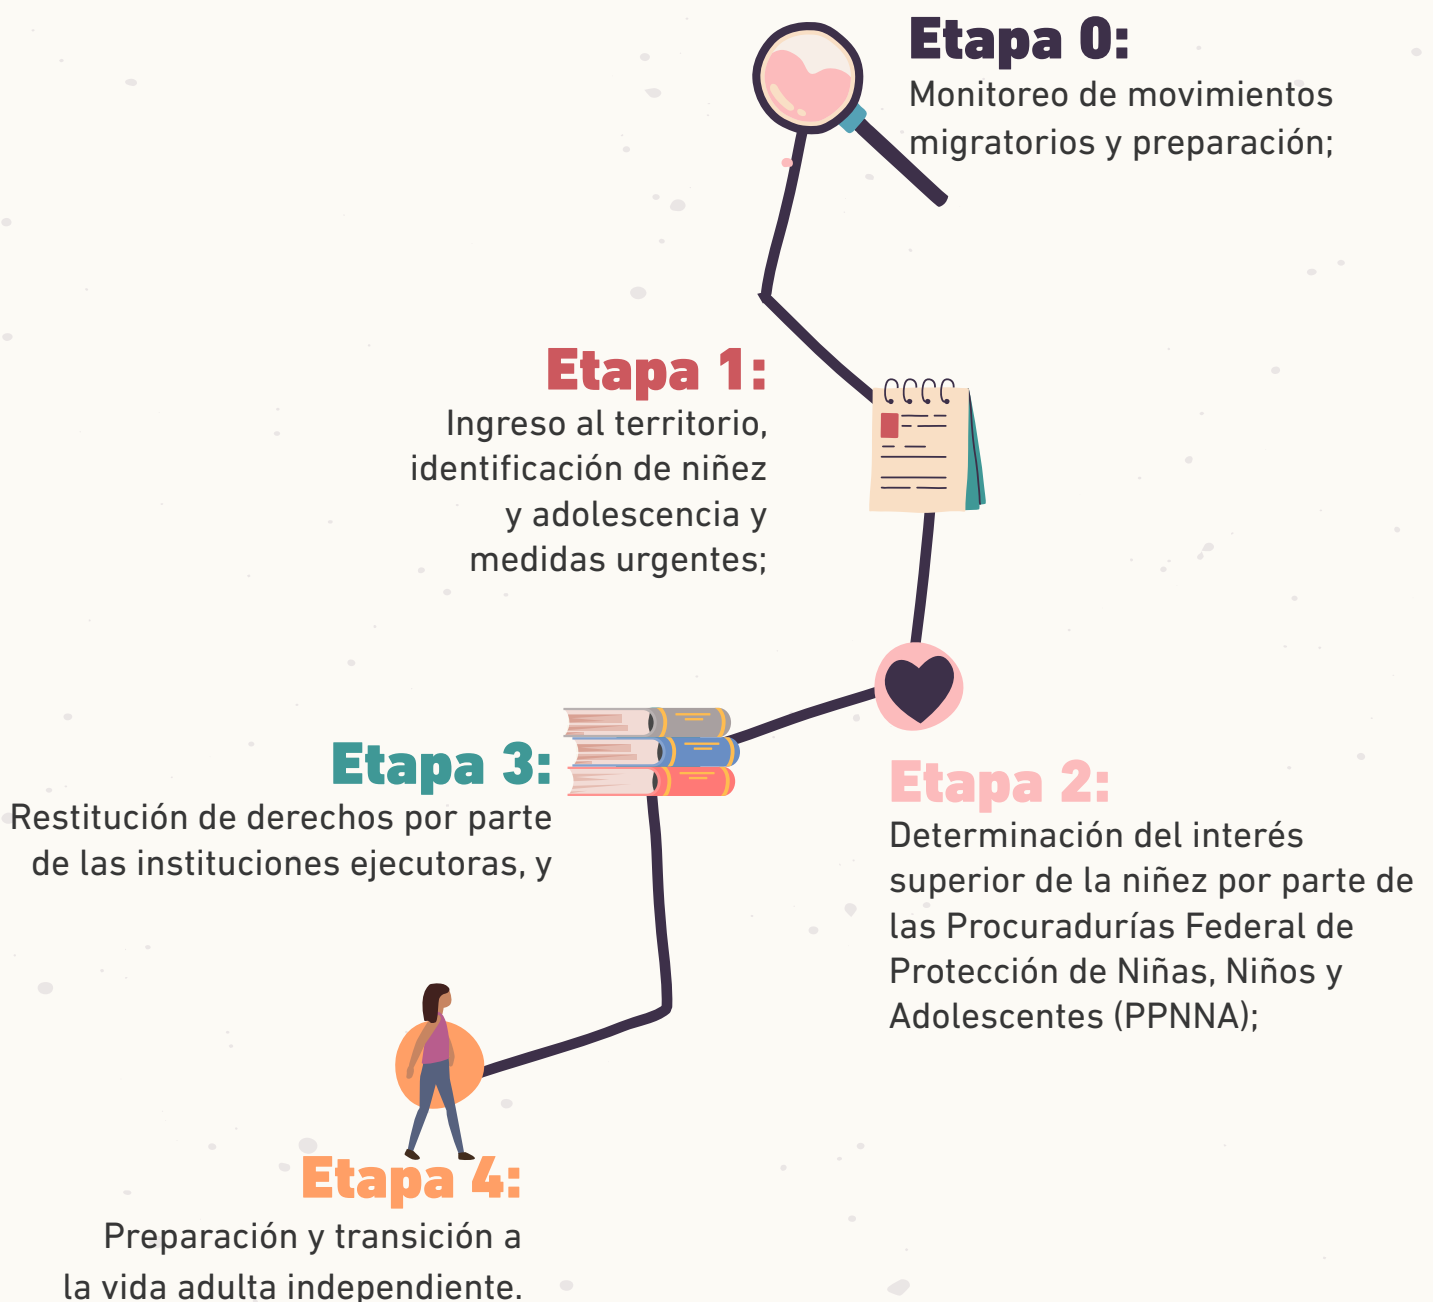 Etapa 0:
Monitoreo de movimientos
migratorios y preparación;
Etapa 1:
Ingreso al territorio,
identificación de niñez
y adolescencia y
medidas urgentes;
Etapa 2:
Determinación del interés
superior de la niñez por parte de
las Procuradurías Federal de
Protección de Niñas, Niños y
Adolescentes (PPNNA);
Etapa 3:
Restitución de derechos por parte
de las instituciones ejecutoras, y
Etapa 4:
Preparación y transición a
la vida adulta independiente.